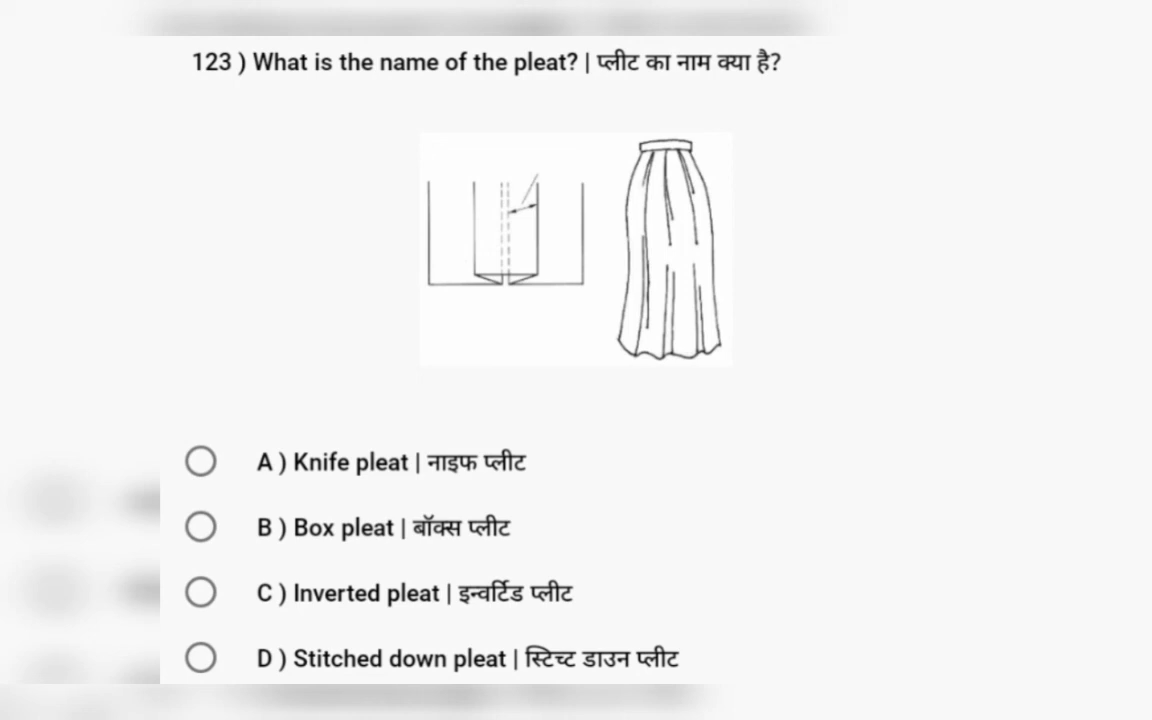 123 ) What is the name of the pleat? | प्लीट का नाम क्या है?
A ) Knife pleat | नाइफ प्लीट
B ) Box pleat | बॉक्स प्लीट
C ) Inverted pleat | इन्वर्टिड प्लीट
D ) Stitched down pleat | स्टिच्ट डाउन प्लीट